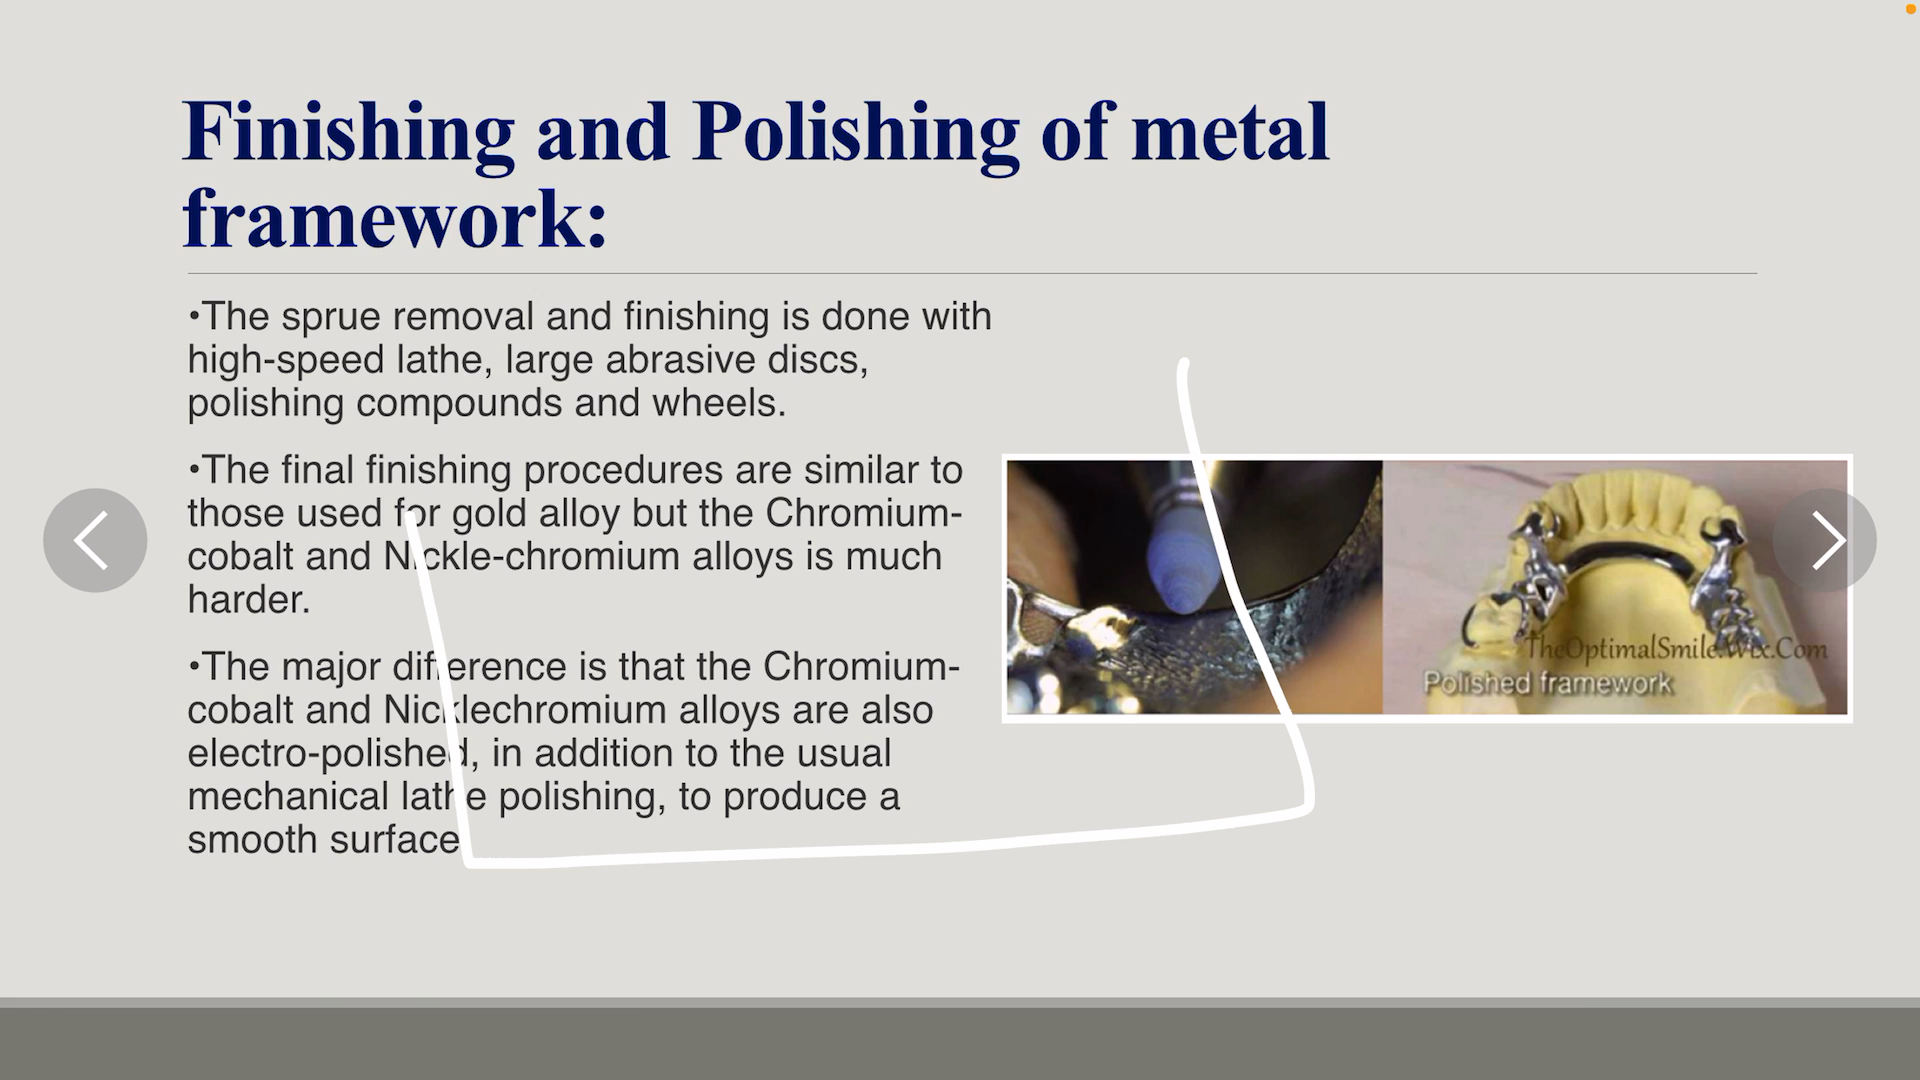 Finishing and Polishing of metal
framework:
•The sprue removal and finishing is done with
high-speed lathe, large abrasive discs,
polishing compounds and wheels.
•The final finishing procedures are similar to
those used for gold alloy but the Chromium-
cobalt and Nickle-chromium alloys is much
harder.
•The major difference is that the Chromium-
cobalt and Nicklechromium alloys are also
electro-polished, in addition to the usual
mechanical lathe polishing, to produce a
smooth surface
TheOptimalSmile.Wix.Com
Polished framework